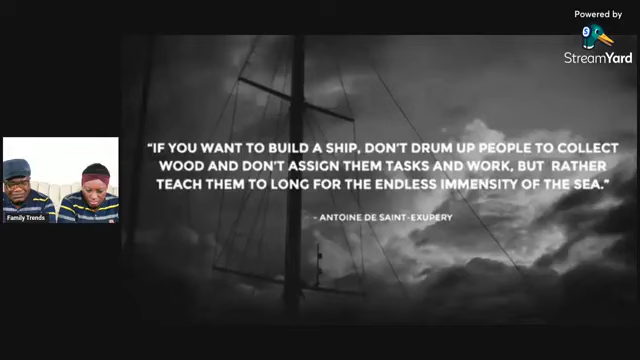 Powered by
StreamYard
“IF YOU WANT TO BUILD A SHIP, DON’T DRUM UP PEOPLE TO COLLECT
WOOD AND DON’T ASSIGN THEM TASKS AND WORK, BUT RATHER
TEACH THEM TO LONG FOR THE ENDLESS IMMENSITY OF THE SEA.”
- ANTOINE DE SAINT-EXUPERY
Family Trends